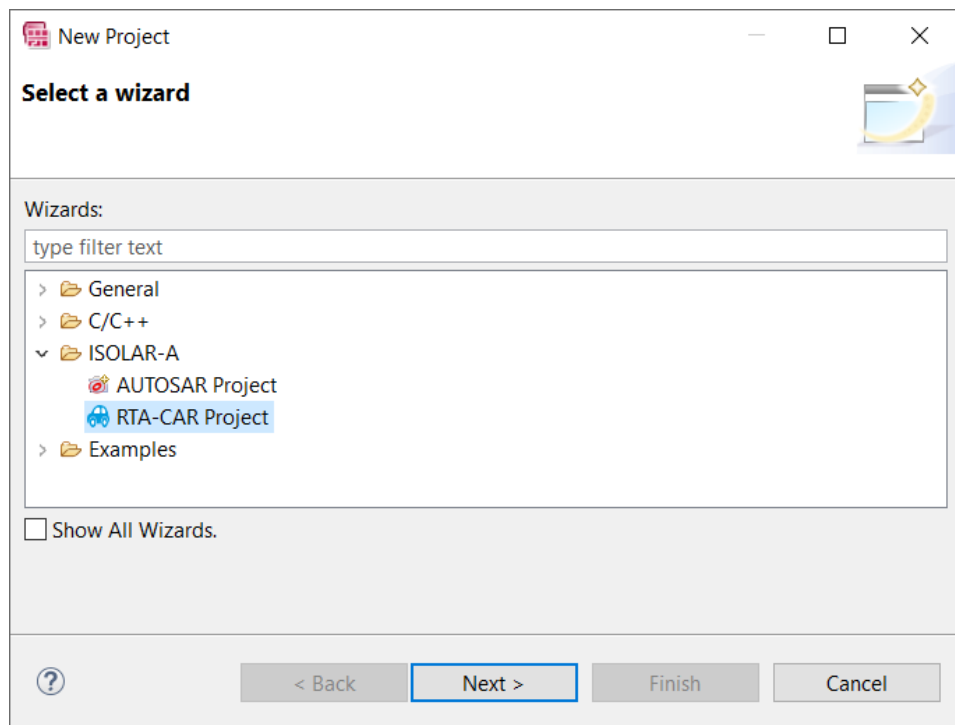 New Project
Select a wizard
Wizards:
type filter text
General
C/C++
ISOLAR-A
AUTOSAR Project
RTA-CAR Project
Examples
Show All Wizards.
? < Back Next > Finish Cancel